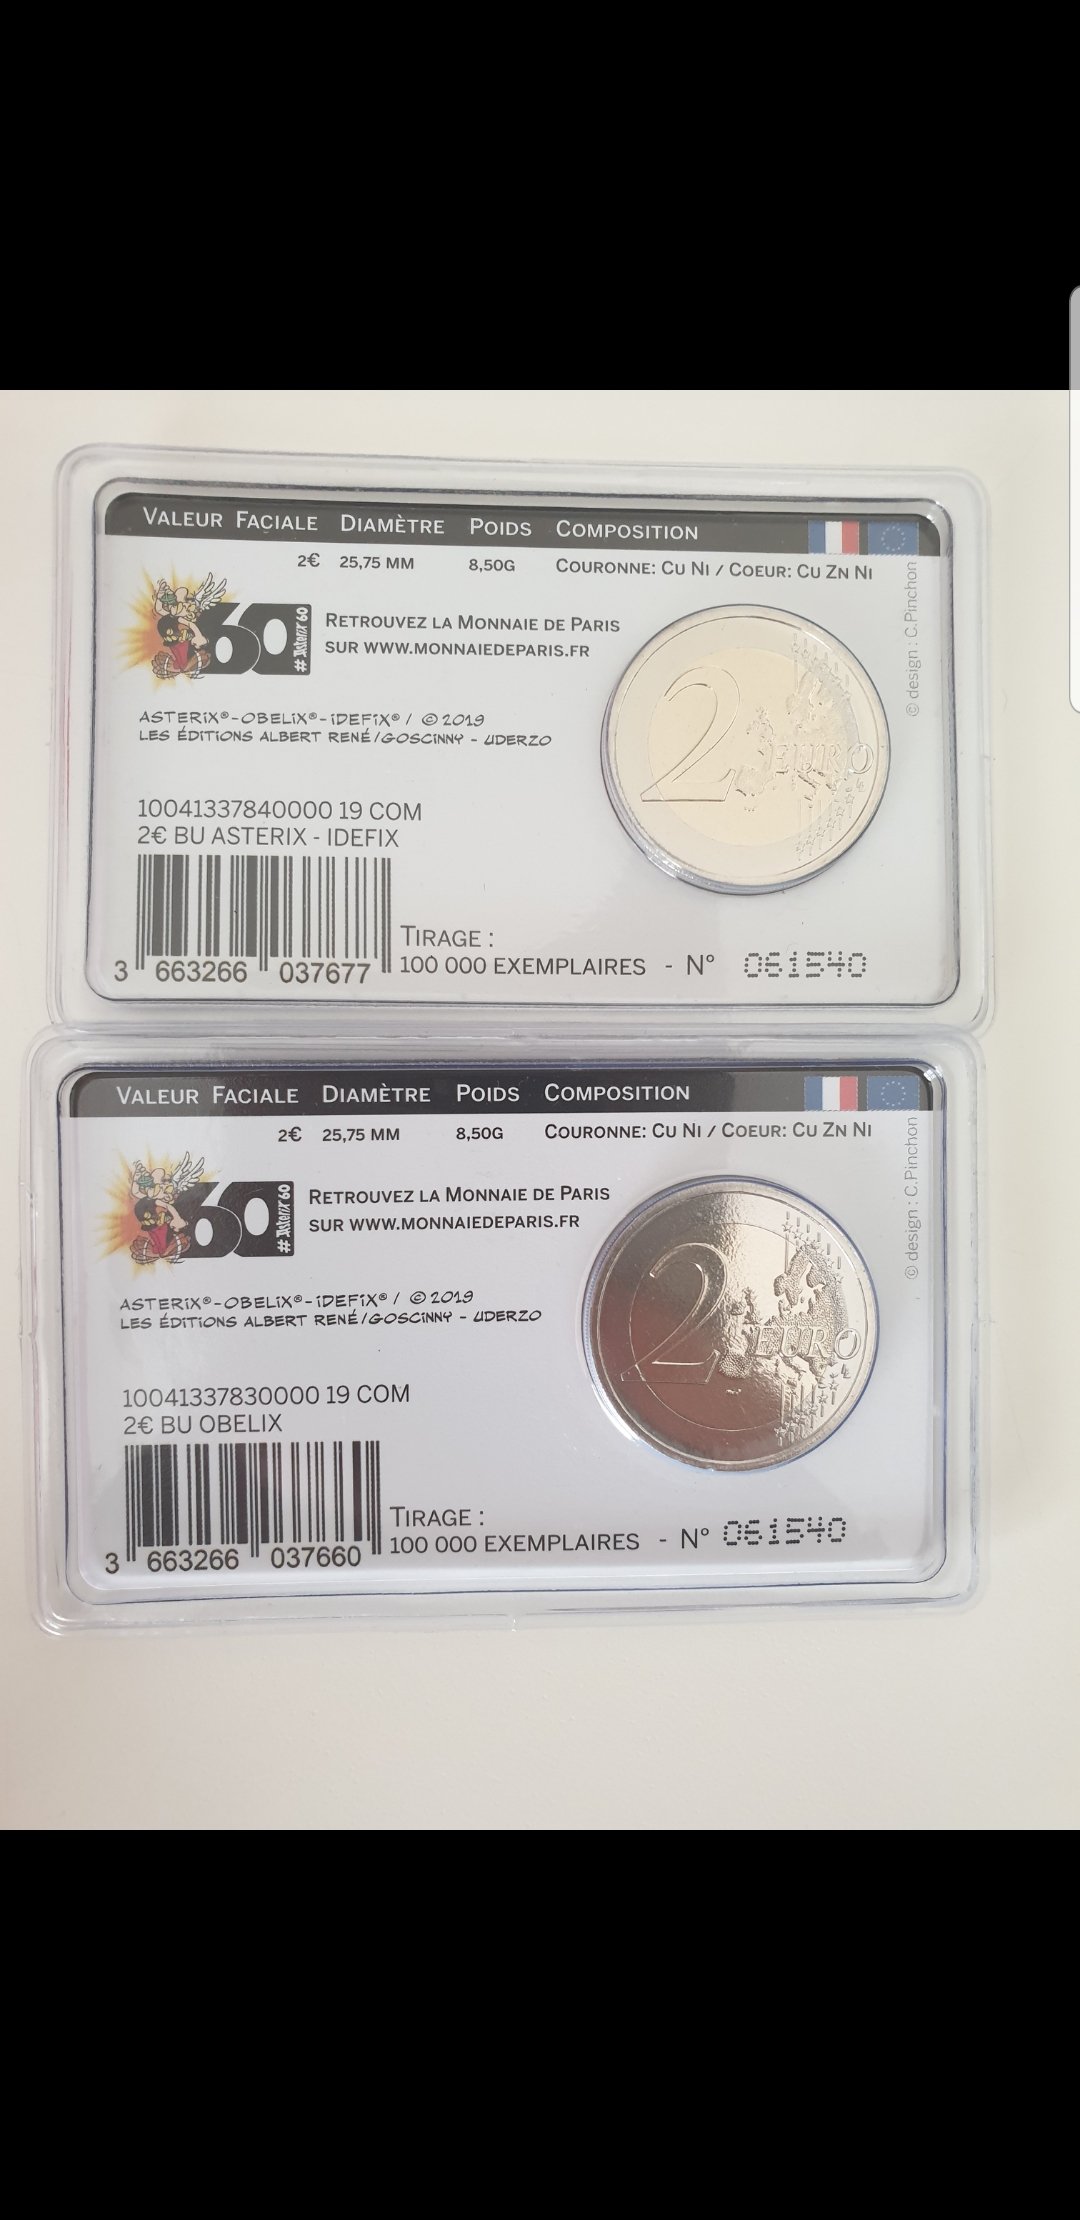 VALEUR FACIALE DIAMÈTRE POIDS COMPOSITION
2€ 25,75 MM 8,50G COURONNE: CU NI / COEUR: CU ZN NI
60
# Asterix 60
RETROUVEZ LA MONNAIE DE PARIS
SUR WWW.MONNAIEDEPARIS.FR
© design : C.Pinchon
ASTERIX®-OBELIX®-IDEFIX® / © 2019
LES ÉDITIONS ALBERT RENÉ/GOSCINNY - UDERZO
2 EURO
10041337840000 19 COM
2€ BU ASTERIX - IDEFIX
3 663266 037677
TIRAGE :
100 000 EXEMPLAIRES - N° 061540
VALEUR FACIALE DIAMÈTRE POIDS COMPOSITION
2€ 25,75 MM 8,50G COURONNE: CU NI / COEUR: CU ZN NI
60
# Asterix 60
RETROUVEZ LA MONNAIE DE PARIS
SUR WWW.MONNAIEDEPARIS.FR
© design : C.Pinchon
ASTERIX®-OBELIX®-IDEFIX® / © 2019
LES ÉDITIONS ALBERT RENÉ/GOSCINNY - UDERZO
2 EURO
10041337830000 19 COM
2€ BU OBELIX
3 663266 037660
TIRAGE :
100 000 EXEMPLAIRES - N° 061540